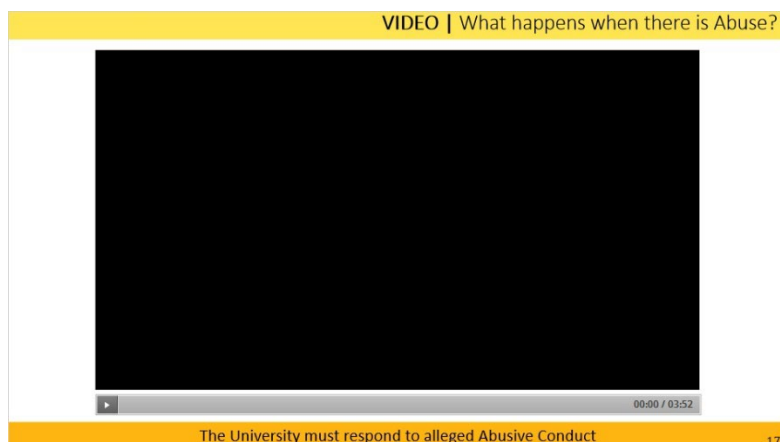 VIDEO | What happens when there is Abuse?
00:00 / 03:52
The University must respond to alleged Abusive Conduct